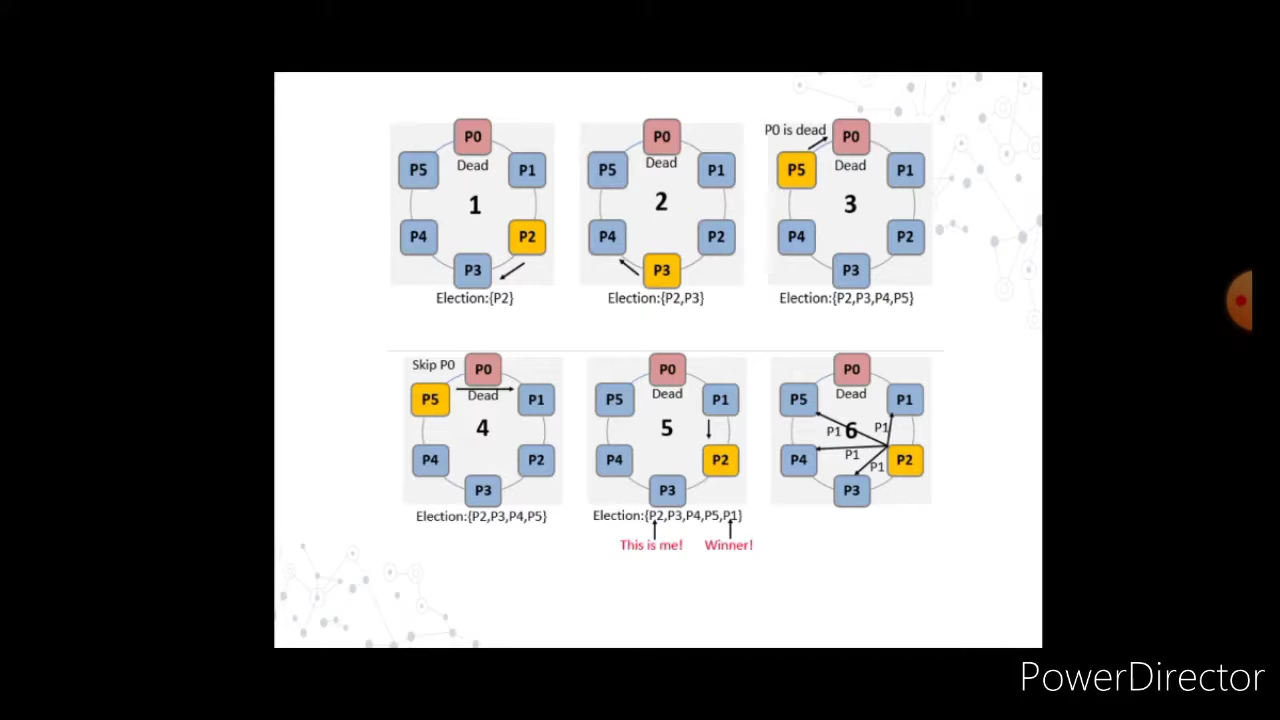 P0
Dead
P5
P1
1
P4
P2
P3
Election:{P2}
P0
Dead
P5
P1
2
P4
P2
P3
Election:{P2,P3}
P0 is dead
P0
Dead
P5
P1
3
P4
P2
P3
Election:{P2,P3,P4,P5}
Skip P0
P0
Dead
P5
P1
4
P4
P2
P3
Election:{P2,P3,P4,P5}
P0
Dead
P5
P1
5
P4
P2
P3
Election:{P2,P3,P4,P5,P1}
This is me!
Winner!
P0
Dead
P5
P1
P1 6 P1
P1
P4
P2
P1
P3
PowerDirector